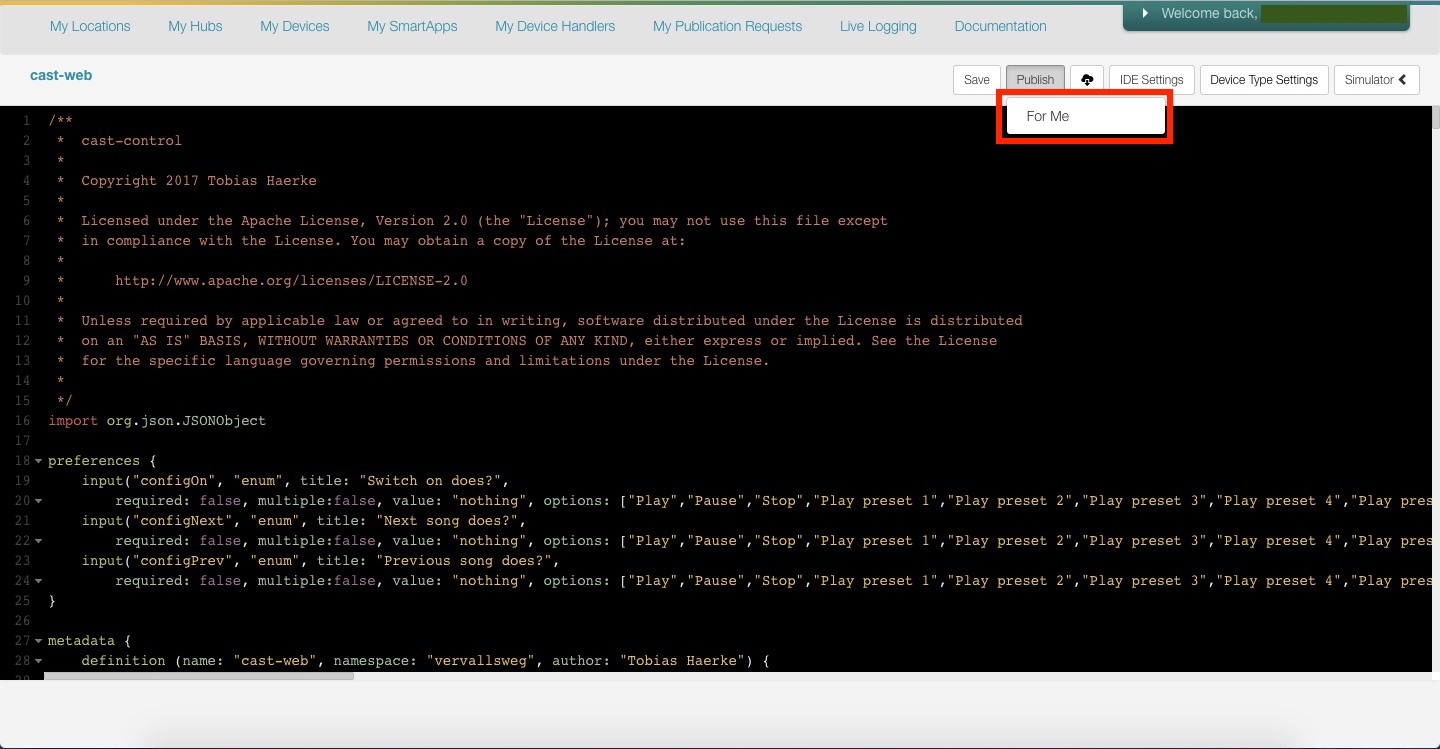 My Locations My Hubs My Devices My SmartApps My Device Handlers My Publication Requests Live Logging Documentation Welcome back,
cast-web Save Publish IDE Settings Device Type Settings Simulator
For Me
1 /**
2 * cast-control
3 *
4 * Copyright 2017 Tobias Haerke
5 *
6 * Licensed under the Apache License, Version 2.0 (the "License"); you may not use this file except
7 * in compliance with the License. You may obtain a copy of the License at:
8 *
9 * http://www.apache.org/licenses/LICENSE-2.0
10 *
11 * Unless required by applicable law or agreed to in writing, software distributed under the License is distributed
12 * on an "AS IS" BASIS, WITHOUT WARRANTIES OR CONDITIONS OF ANY KIND, either express or implied. See the License
13 * for the specific language governing permissions and limitations under the License.
14 *
15 */
16 import org.json.JSONObject
17
18 preferences {
19 input("configOn", "enum", title: "Switch on does?",
20 required: false, multiple:false, value: "nothing", options: ["Play","Pause","Stop","Play preset 1","Play preset 2","Play preset 3","Play preset 4","Play pres
21 input("configNext", "enum", title: "Next song does?",
22 required: false, multiple:false, value: "nothing", options: ["Play","Pause","Stop","Play preset 1","Play preset 2","Play preset 3","Play preset 4","Play pres
23 input("configPrev", "enum", title: "Previous song does?",
24 required: false, multiple:false, value: "nothing", options: ["Play","Pause","Stop","Play preset 1","Play preset 2","Play preset 3","Play preset 4","Play pres
25 }
26
27 metadata {
28 definition (name: "cast-web", namespace: "vervallsweg", author: "Tobias Haerke") {